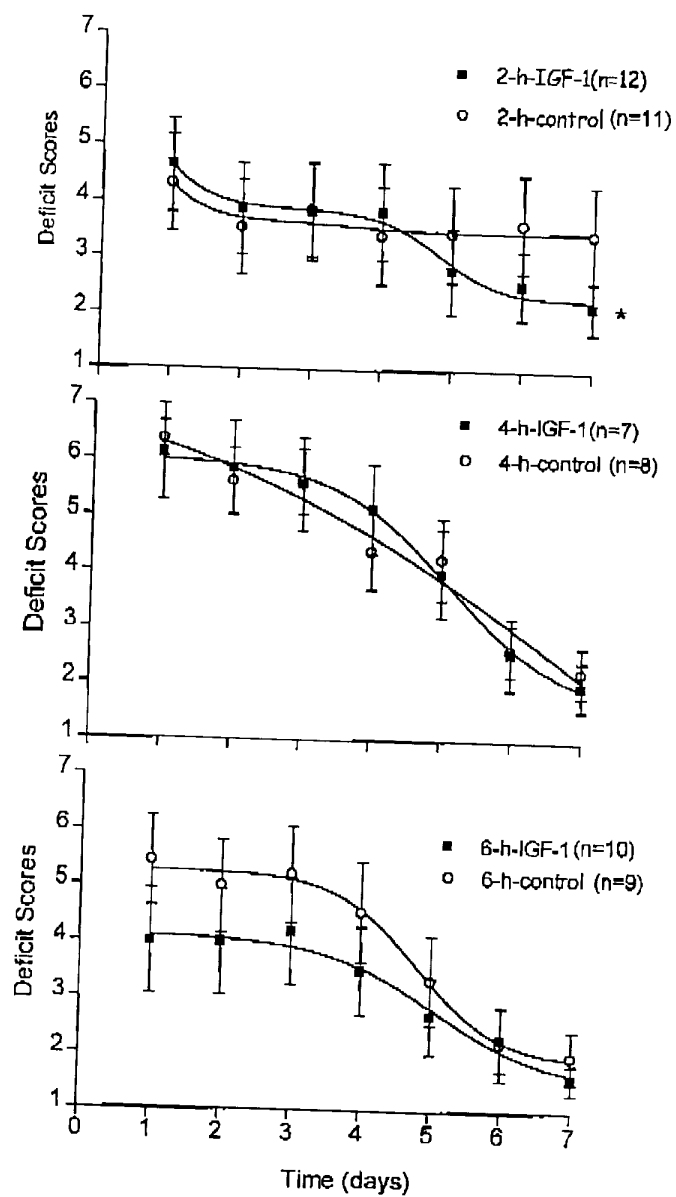 7
6
5
4
3
2
1
Deficit Scores
2-h-IGF-1(n=12)
2-h-control (n=11)
*
7
6
5
4
3
2
1
Deficit Scores
4-h-IGF-1(n=7)
4-h-control (n=8)
7
6
5
4
3
2
1
Deficit Scores
6-h-IGF-1(n=10)
6-h-control (n=9)
0 1 2 3 4 5 6 7
Time (days)